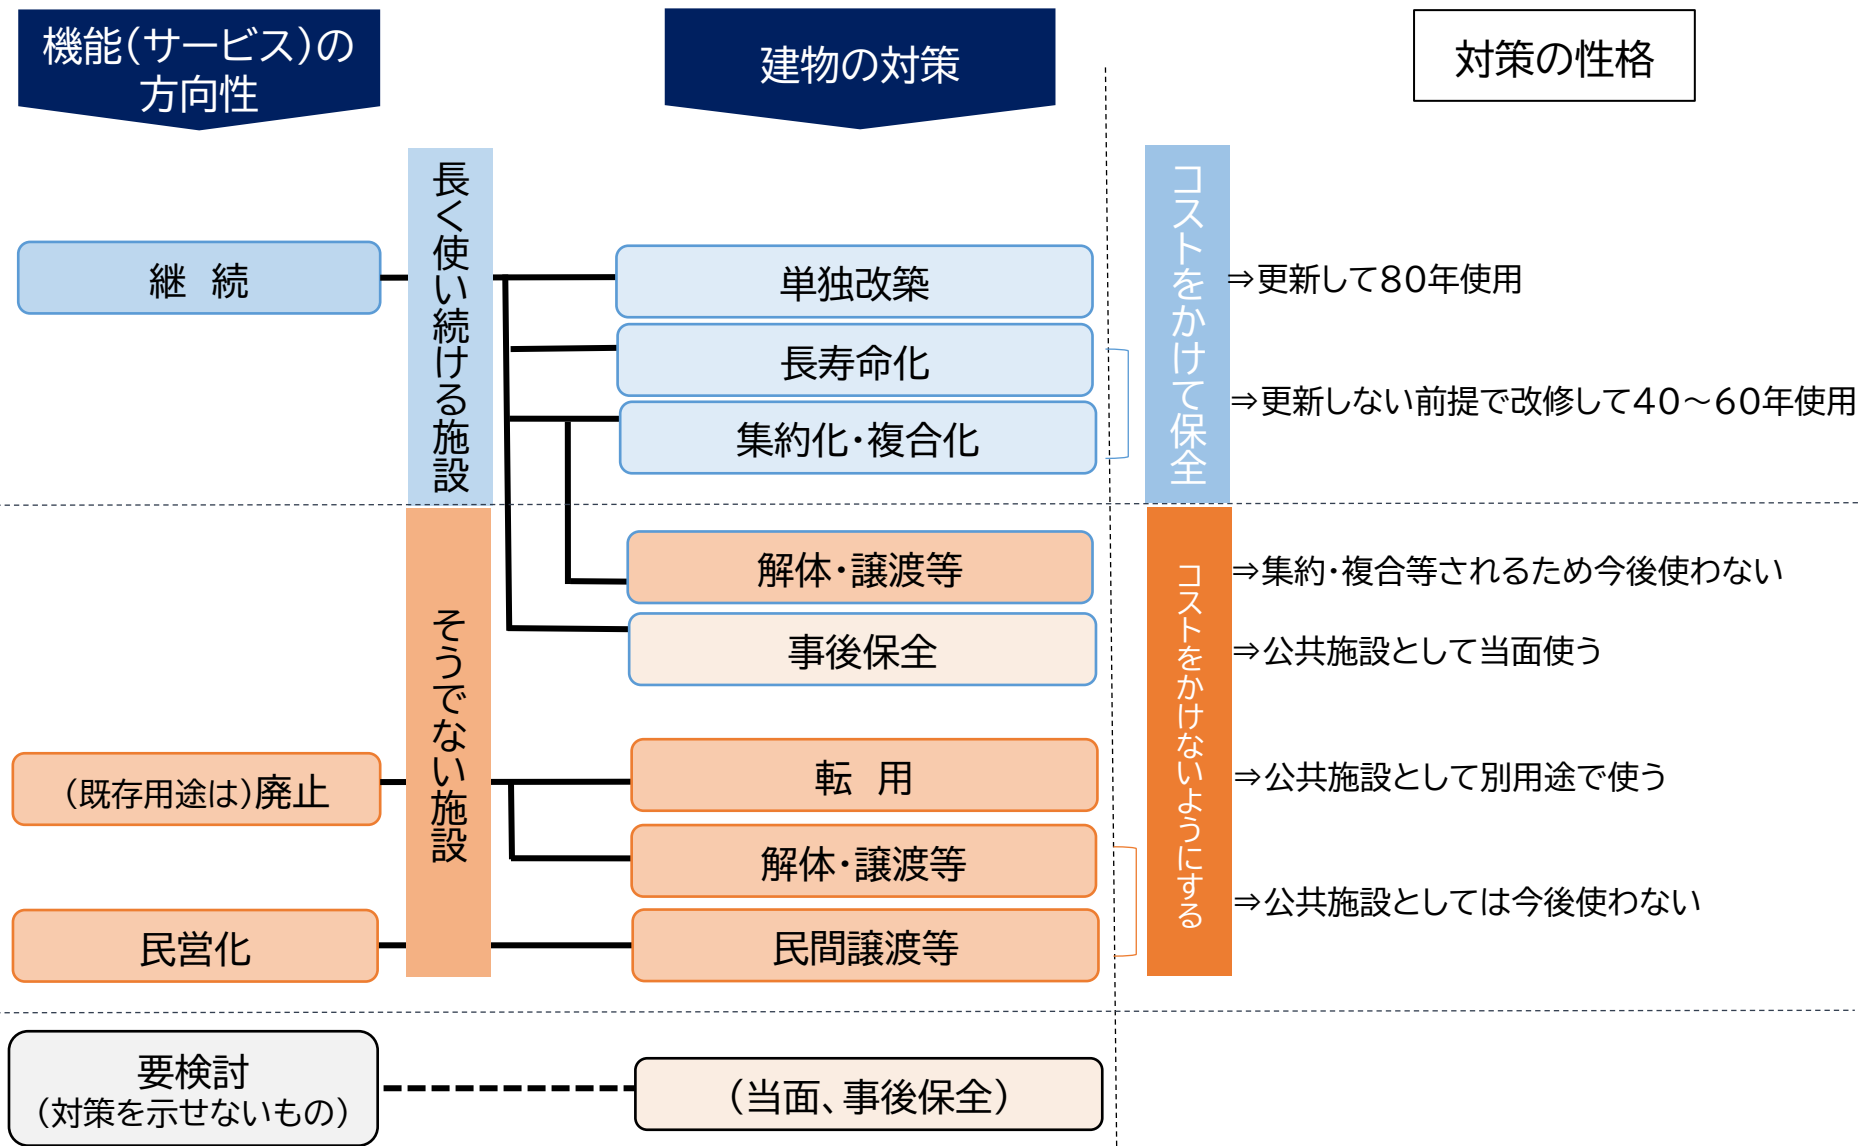 機能(サービス)の
方向性
建物の対策
対策の性格
長く使い続ける施設
コストをかけて保全
継 続
単独改築
⇒更新して80年使用
長寿命化
集約化・複合化
⇒更新しない前提で改修して40～60年使用
そうでない施設
コストをかけないようにする
解体・譲渡等
⇒集約・複合等されるため今後使わない
事後保全
⇒公共施設として当面使う
(既存用途は)廃止
転 用
⇒公共施設として別用途で使う
解体・譲渡等
⇒公共施設としては今後使わない
民営化
民間譲渡等
要検討
(対策を示せないもの)
(当面、事後保全)